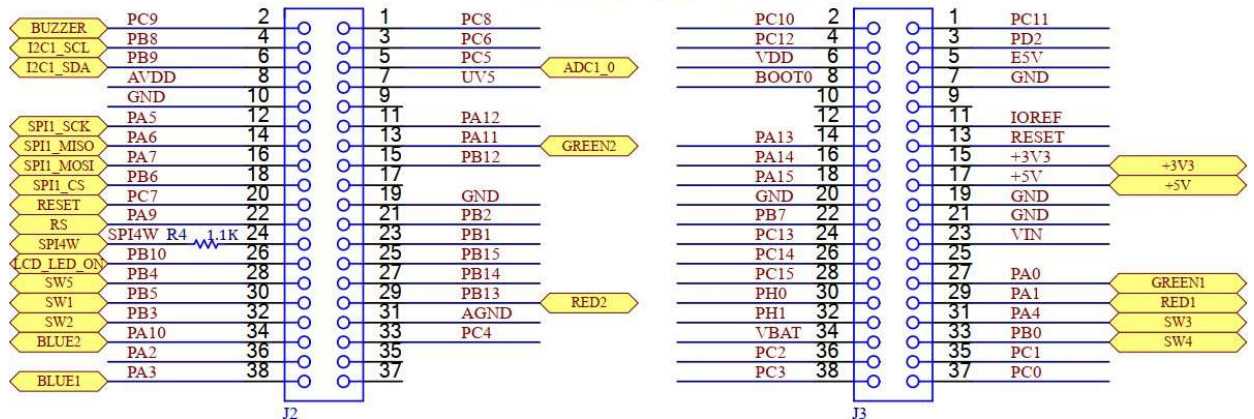 BUZZER PC9 2 1 PC8 PC10 2 1 PC11
I2C1_SCL PB8 4 3 PC6 PC12 4 3 PD2
I2C1_SDA PB9 6 5 PC5 ADC1_0 VDD 6 5 E5V
AVDD 8 7 UV5 BOOT0 8 7 GND
GND 10 9 10 9
SPI1_SCK PA5 12 11 PA12 12 11 IOREF
SPI1_MISO PA6 14 13 PA11 GREEN2 PA13 14 13 RESET
SPI1_MOSI PA7 16 15 PB12 PA14 16 15 +3V3 +3V3
SPI1_CS PB6 18 17 PA15 18 17 +5V +5V
RESET PC7 20 19 GND GND 20 19 GND
RS PA9 22 21 PB2 PB7 22 21 GND
SPI4W SPI4W R4 1.1K 24 23 PB1 PC13 24 23 VIN
LCD_LED_ON PB10 26 25 PB15 PC14 26 25
SW5 PB4 28 27 PB14 PC15 28 27 PA0 GREEN1
SW1 PB5 30 29 PB13 RED2 PH0 30 29 PA1 RED1
SW2 PB3 32 31 AGND PH1 32 31 PA4 SW3
BLUE2 PA10 34 33 PC4 VBAT 34 33 PB0 SW4
PA2 36 35 PC2 36 35 PC1
BLUE1 PA3 38 37 PC3 38 37 PC0
J2 J3